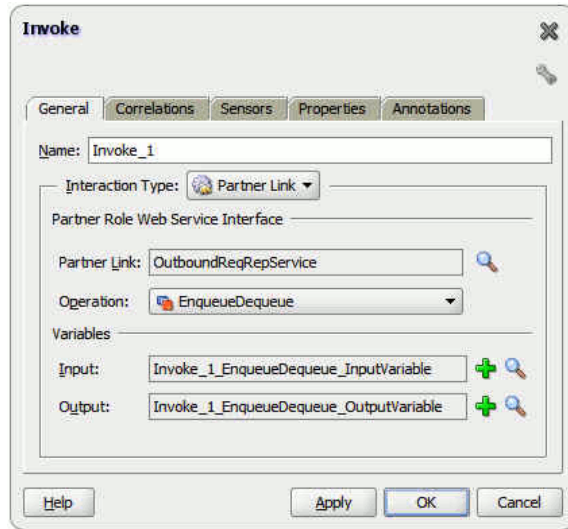 Invoke
General Correlations Sensors Properties Annotations
Name: Invoke_1
Interaction Type: Partner Link
Partner Role Web Service Interface
Partner Link: OutboundReqRepService
Operation: EnqueueDequeue
Variables
Input: Invoke_1_EnqueueDequeue_InputVariable
Output: Invoke_1_EnqueueDequeue_OutputVariable
Help Apply OK Cancel